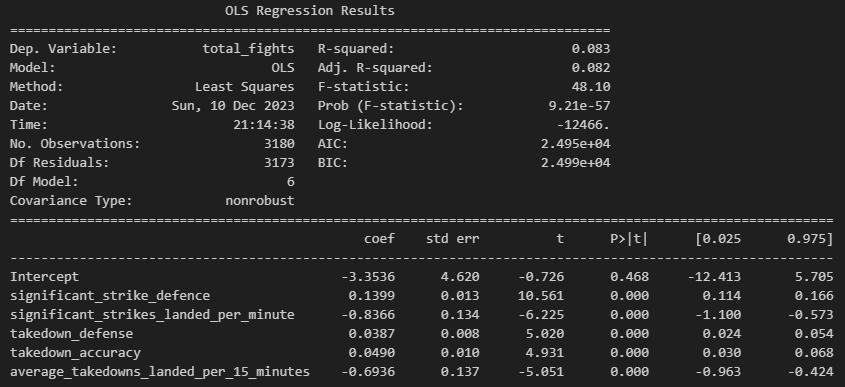 OLS Regression Results
==============================================================================
Dep. Variable: total_fights R-squared: 0.083
Model: OLS Adj. R-squared: 0.082
Method: Least Squares F-statistic: 48.10
Date: Sun, 10 Dec 2023 Prob (F-statistic): 9.21e-57
Time: 21:14:38 Log-Likelihood: -12466.
No. Observations: 3180 AIC: 2.495e+04
Df Residuals: 3173 BIC: 2.499e+04
Df Model: 6
Covariance Type: nonrobust
===========================================================================================================
coef std err t P>|t| [0.025 0.975]
-----------------------------------------------------------------------------------------------------------
Intercept -3.3536 4.620 -0.726 0.468 -12.413 5.705
significant_strike_defence 0.1399 0.013 10.561 0.000 0.114 0.166
significant_strikes_landed_per_minute -0.8366 0.134 -6.225 0.000 -1.100 -0.573
takedown_defense 0.0387 0.008 5.020 0.000 0.024 0.054
takedown_accuracy 0.0490 0.010 4.931 0.000 0.030 0.068
average_takedowns_landed_per_15_minutes -0.6936 0.137 -5.051 0.000 -0.963 -0.424